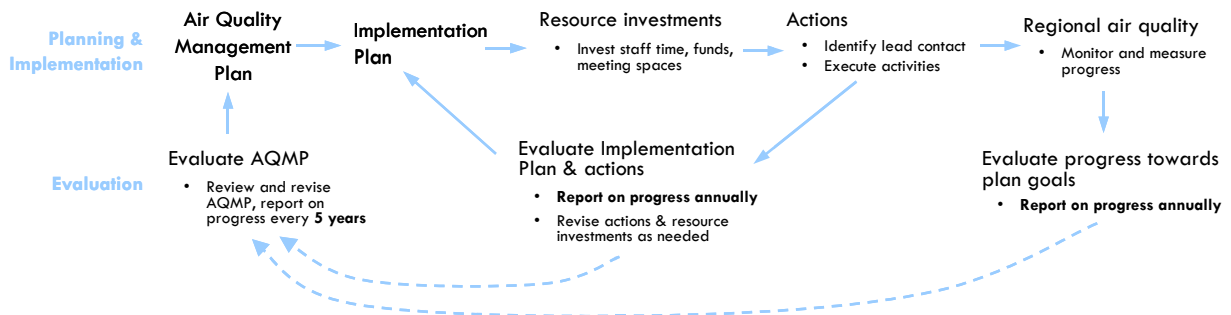 Planning &
Implementation
Air Quality
Management
Plan
Implementation
Plan
Resource investments
• Invest staff time, funds,
meeting spaces
Actions
• Identify lead contact
• Execute activities
Regional air quality
• Monitor and measure
progress
Evaluation
Evaluate AQMP
• Review and revise
AQMP, report on
progress every 5 years
Evaluate Implementation
Plan & actions
• Report on progress annually
• Revise actions & resource
investments as needed
Evaluate progress towards
plan goals
• Report on progress annually